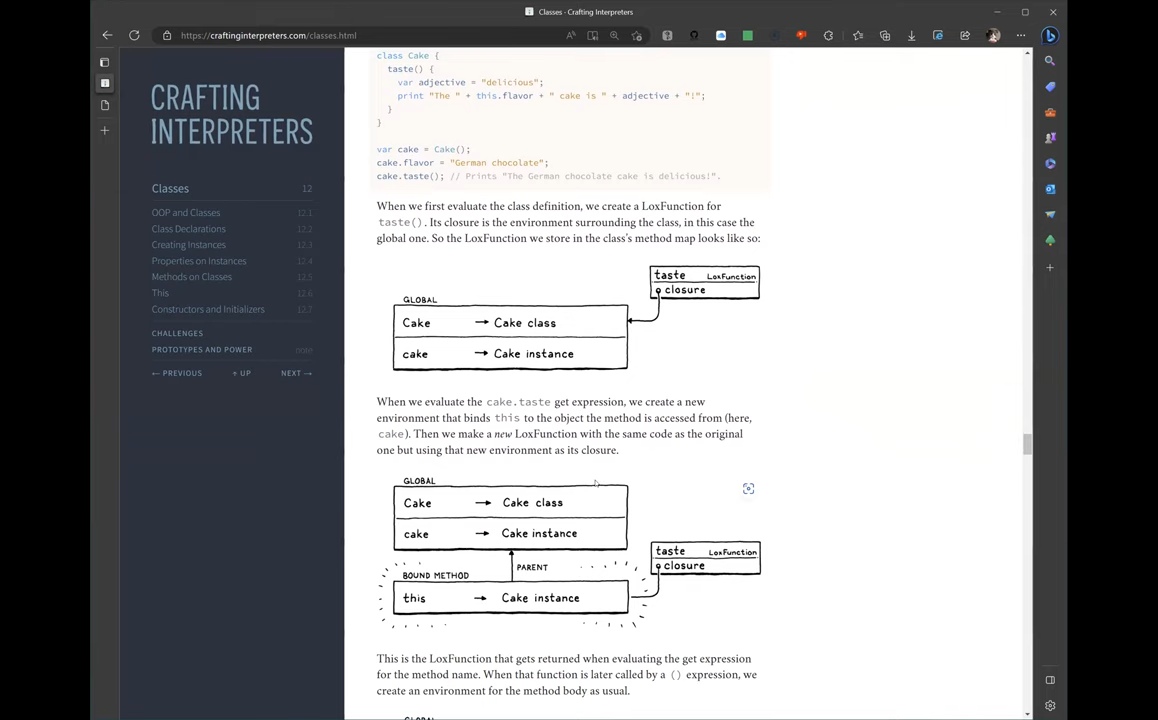 Classes · Crafting Interpreters
https://craftinginterpreters.com/classes.html
CRAFTING
INTERPRETERS
Classes 12
OOP and Classes 12.1
Class Declarations 12.2
Creating Instances 12.3
Properties on Instances 12.4
Methods on Classes 12.5
This 12.6
Constructors and Initializers 12.7
CHALLENGES
PROTOTYPES AND POWER note
← PREVIOUS ↑ UP NEXT →
class Cake {
taste() {
var adjective = "delicious";
print "The " + this.flavor + " cake is " + adjective + "!";
}
}
var cake = Cake();
cake.flavor = "German chocolate";
cake.taste(); // Prints "The German chocolate cake is delicious!".
When we first evaluate the class definition, we create a LoxFunction for
taste(). Its closure is the environment surrounding the class, in this case the
global one. So the LoxFunction we store in the class's method map looks like so:
taste LoxFunction
closure
GLOBAL
Cake → Cake class
cake → Cake instance
When we evaluate the cake.taste get expression, we create a new
environment that binds this to the object the method is accessed from (here,
cake). Then we make a new LoxFunction with the same code as the original
one but using that new environment as its closure.
GLOBAL
Cake → Cake class
cake → Cake instance
taste LoxFunction
closure
PARENT
BOUND METHOD
this → Cake instance
This is the LoxFunction that gets returned when evaluating the get expression
for the method name. When that function is later called by a () expression, we
create an environment for the method body as usual.
GLOBAL